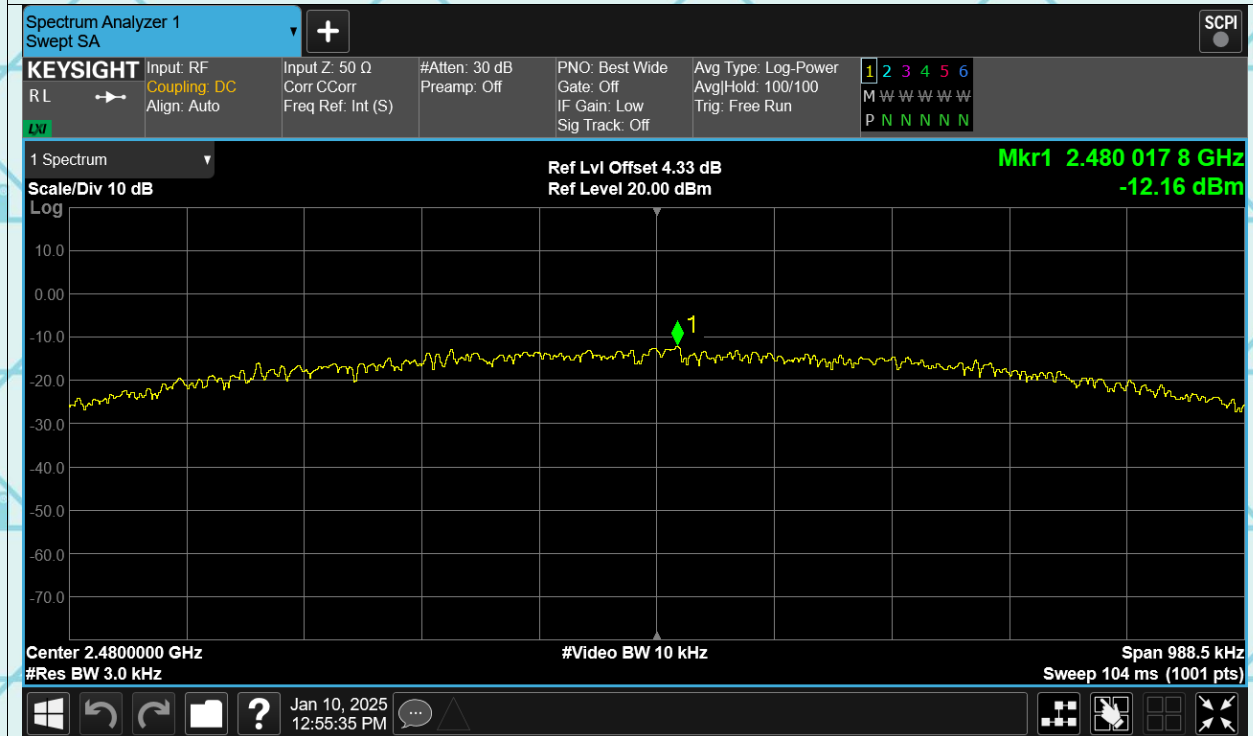 Spectrum Analyzer 1
Swept SA
+
SCPI
KEYSIGHT
R L
LXI
Input: RF
Coupling: DC
Align: Auto
Input Z: 50 Ω
Corr CCorr
Freq Ref: Int (S)
#Atten: 30 dB
Preamp: Off
PNO: Best Wide
Gate: Off
IF Gain: Low
Sig Track: Off
Avg Type: Log-Power
Avg|Hold: 100/100
Trig: Free Run
1 2 3 4 5 6
M W W W W W
P N N N N N
1 Spectrum
Scale/Div 10 dB
Log
Ref Lvl Offset 4.33 dB
Ref Level 20.00 dBm
Mkr1 2.480 017 8 GHz
-12.16 dBm
10.0
0.00
-10.0
-20.0
-30.0
-40.0
-50.0
-60.0
-70.0
1
Center 2.4800000 GHz
#Res BW 3.0 kHz
#Video BW 10 kHz
Span 988.5 kHz
Sweep 104 ms (1001 pts)
?
Jan 10, 2025
12:55:35 PM